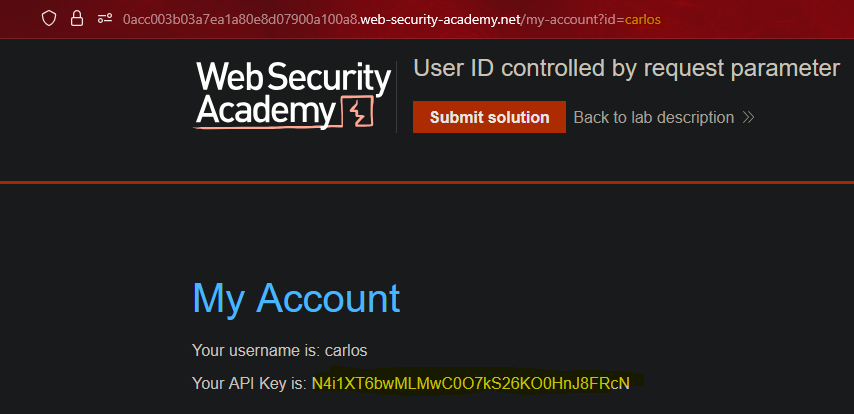 0acc003b03a7ea1a80e8d07900a100a8.web-security-academy.net/my-account?id=carlos
Web Security
Academy
User ID controlled by request parameter
Submit solution
Back to lab description
My Account
Your username is: carlos
Your API Key is: N4i1XT6bwMLMwC0O7kS26KO0HnJ8FRcN